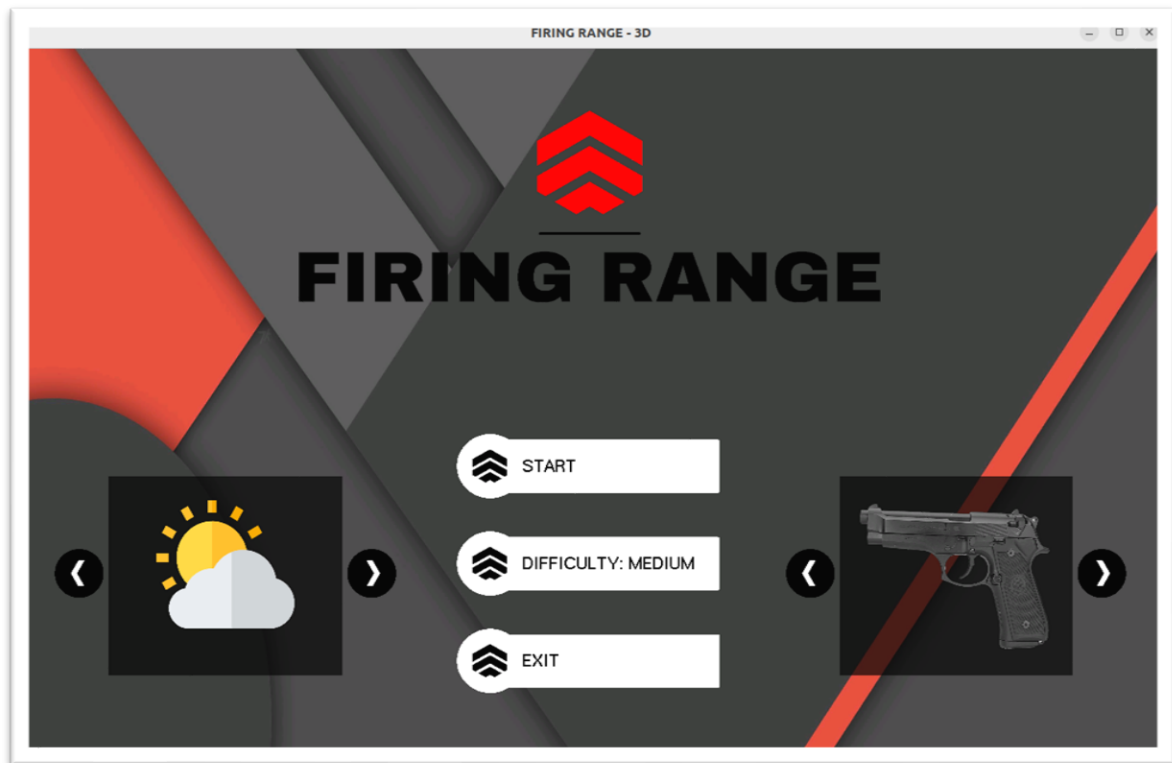 FIRING RANGE - 3D
FIRING RANGE
START
DIFFICULTY: MEDIUM
EXIT